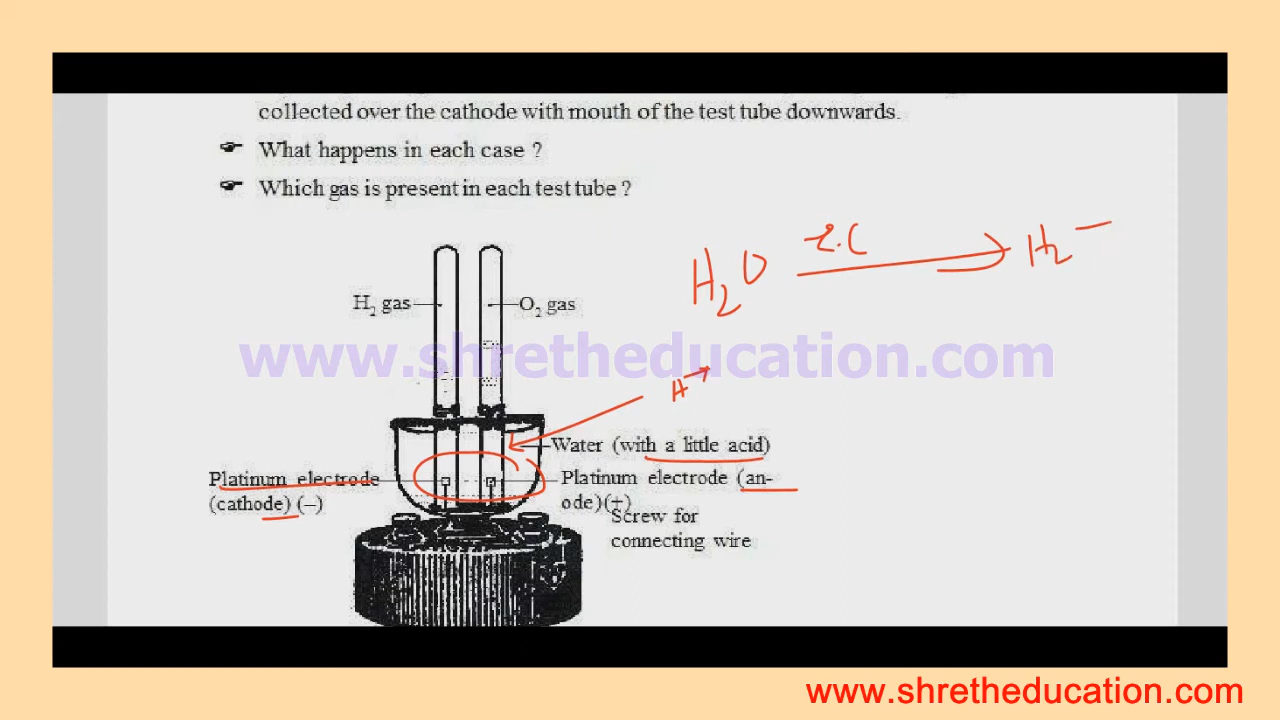 collected over the cathode with mouth of the test tube downwards.
☛ What happens in each case ?
☛ Which gas is present in each test tube ?
H₂O e.C → H₂ –
H₂ gas
O₂ gas
www.shretheducation.com
Water (with a little acid)
Platinum electrode
(cathode) (–)
Platinum electrode (an-
ode)(+)
Screw for
connecting wire
www.shretheducation.com